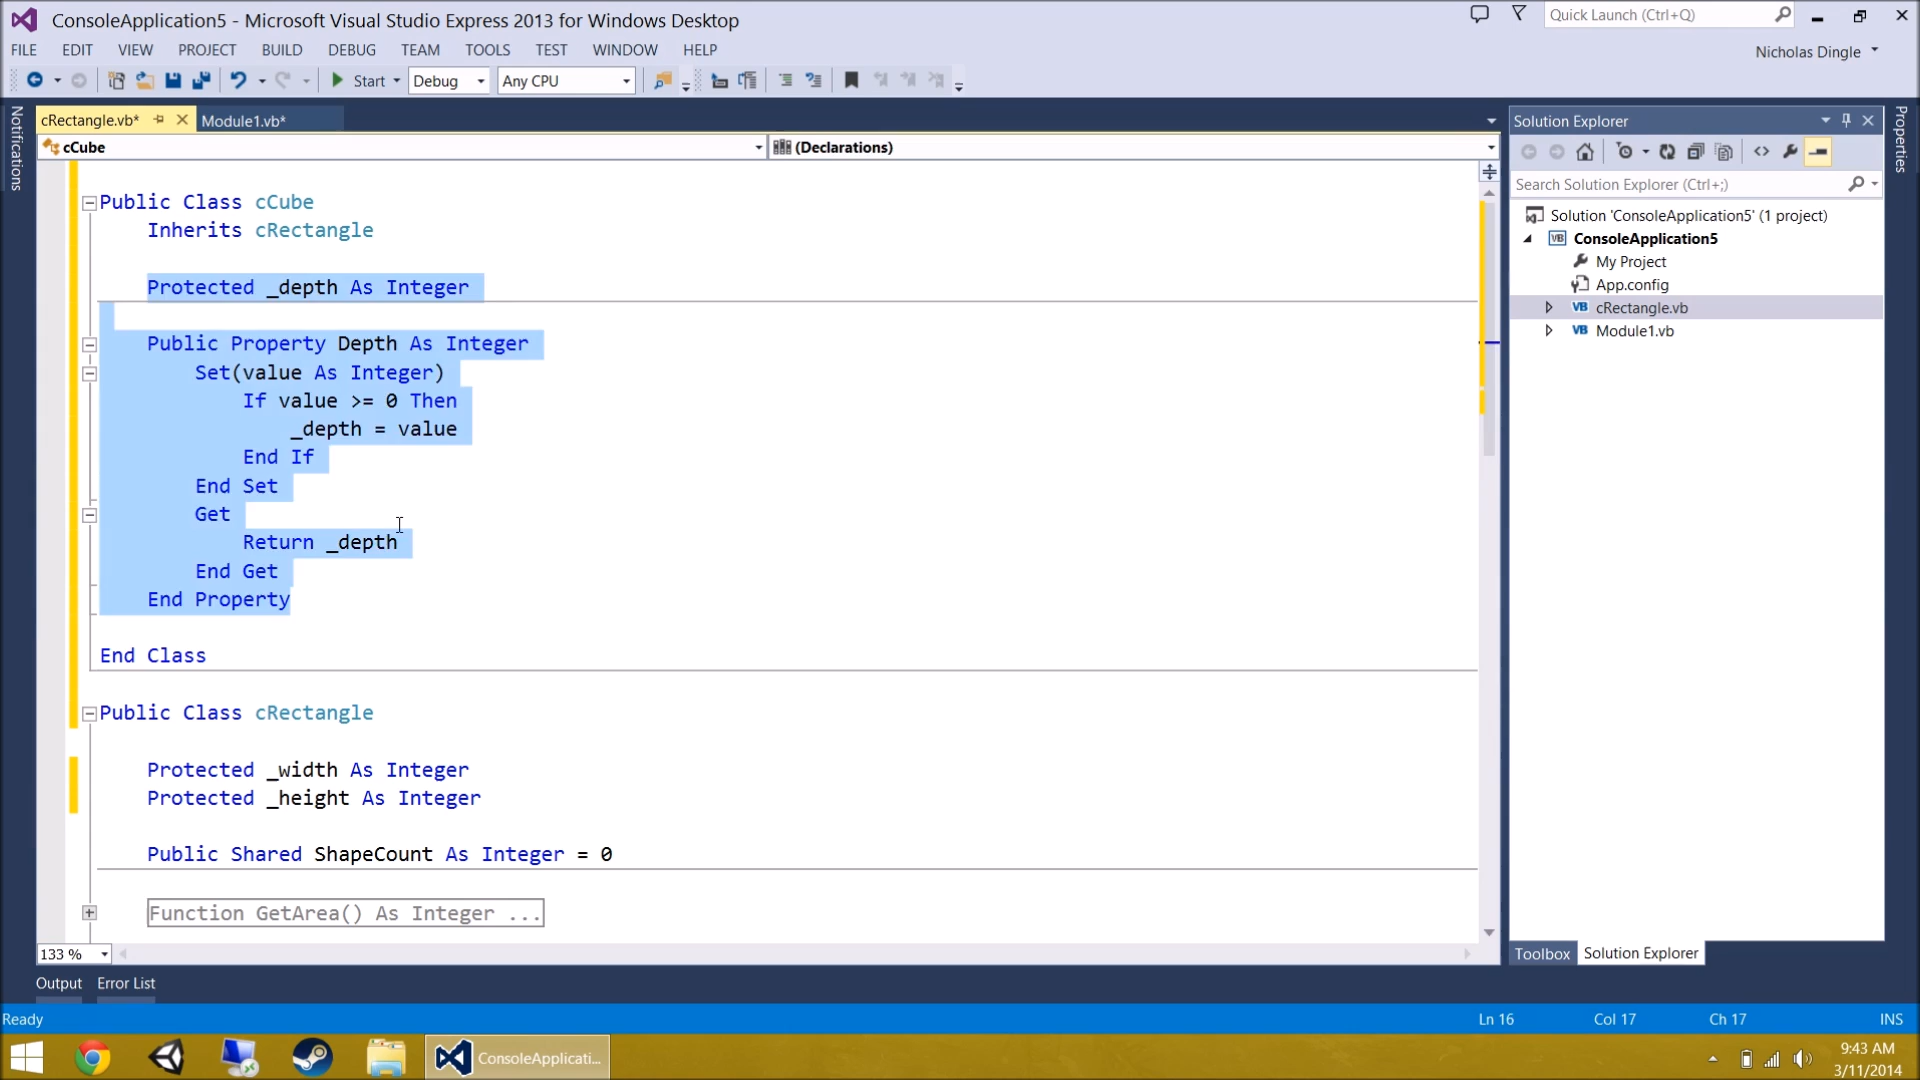 ConsoleApplication5 - Microsoft Visual Studio Express 2013 for Windows Desktop
Quick Launch (Ctrl+Q)
FILE EDIT VIEW PROJECT BUILD DEBUG TEAM TOOLS TEST WINDOW HELP
Nicholas Dingle
Start Debug Any CPU
Notifications
cRectangle.vb* Module1.vb*
cCube (Declarations)
Public Class cCube
Inherits cRectangle
Protected _depth As Integer
Public Property Depth As Integer
Set(value As Integer)
If value >= 0 Then
_depth = value
End If
End Set
Get
Return _depth
End Get
End Property
End Class
Public Class cRectangle
Protected _width As Integer
Protected _height As Integer
Public Shared ShapeCount As Integer = 0
Function GetArea() As Integer ...
133 %
Solution Explorer
Search Solution Explorer (Ctrl+;)
Solution 'ConsoleApplication5' (1 project)
VB ConsoleApplication5
My Project
App.config
VB cRectangle.vb
VB Module1.vb
Toolbox Solution Explorer
Properties
Output Error List
Ready Ln 16 Col 17 Ch 17 INS
ConsoleApplicati...
9:43 AM
3/11/2014